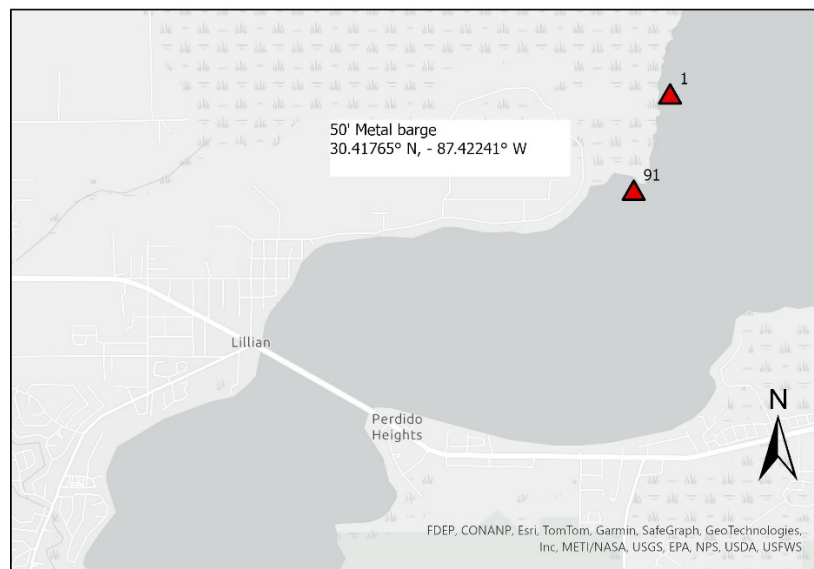 1
50' Metal barge
30.41765° N, - 87.42241° W
91
Lillian
Perdido
Heights
N
FDEP, CONANP, Esri, TomTom, Garmin, SafeGraph, GeoTechnologies,
Inc, METI/NASA, USGS, EPA, NPS, USDA, USFWS